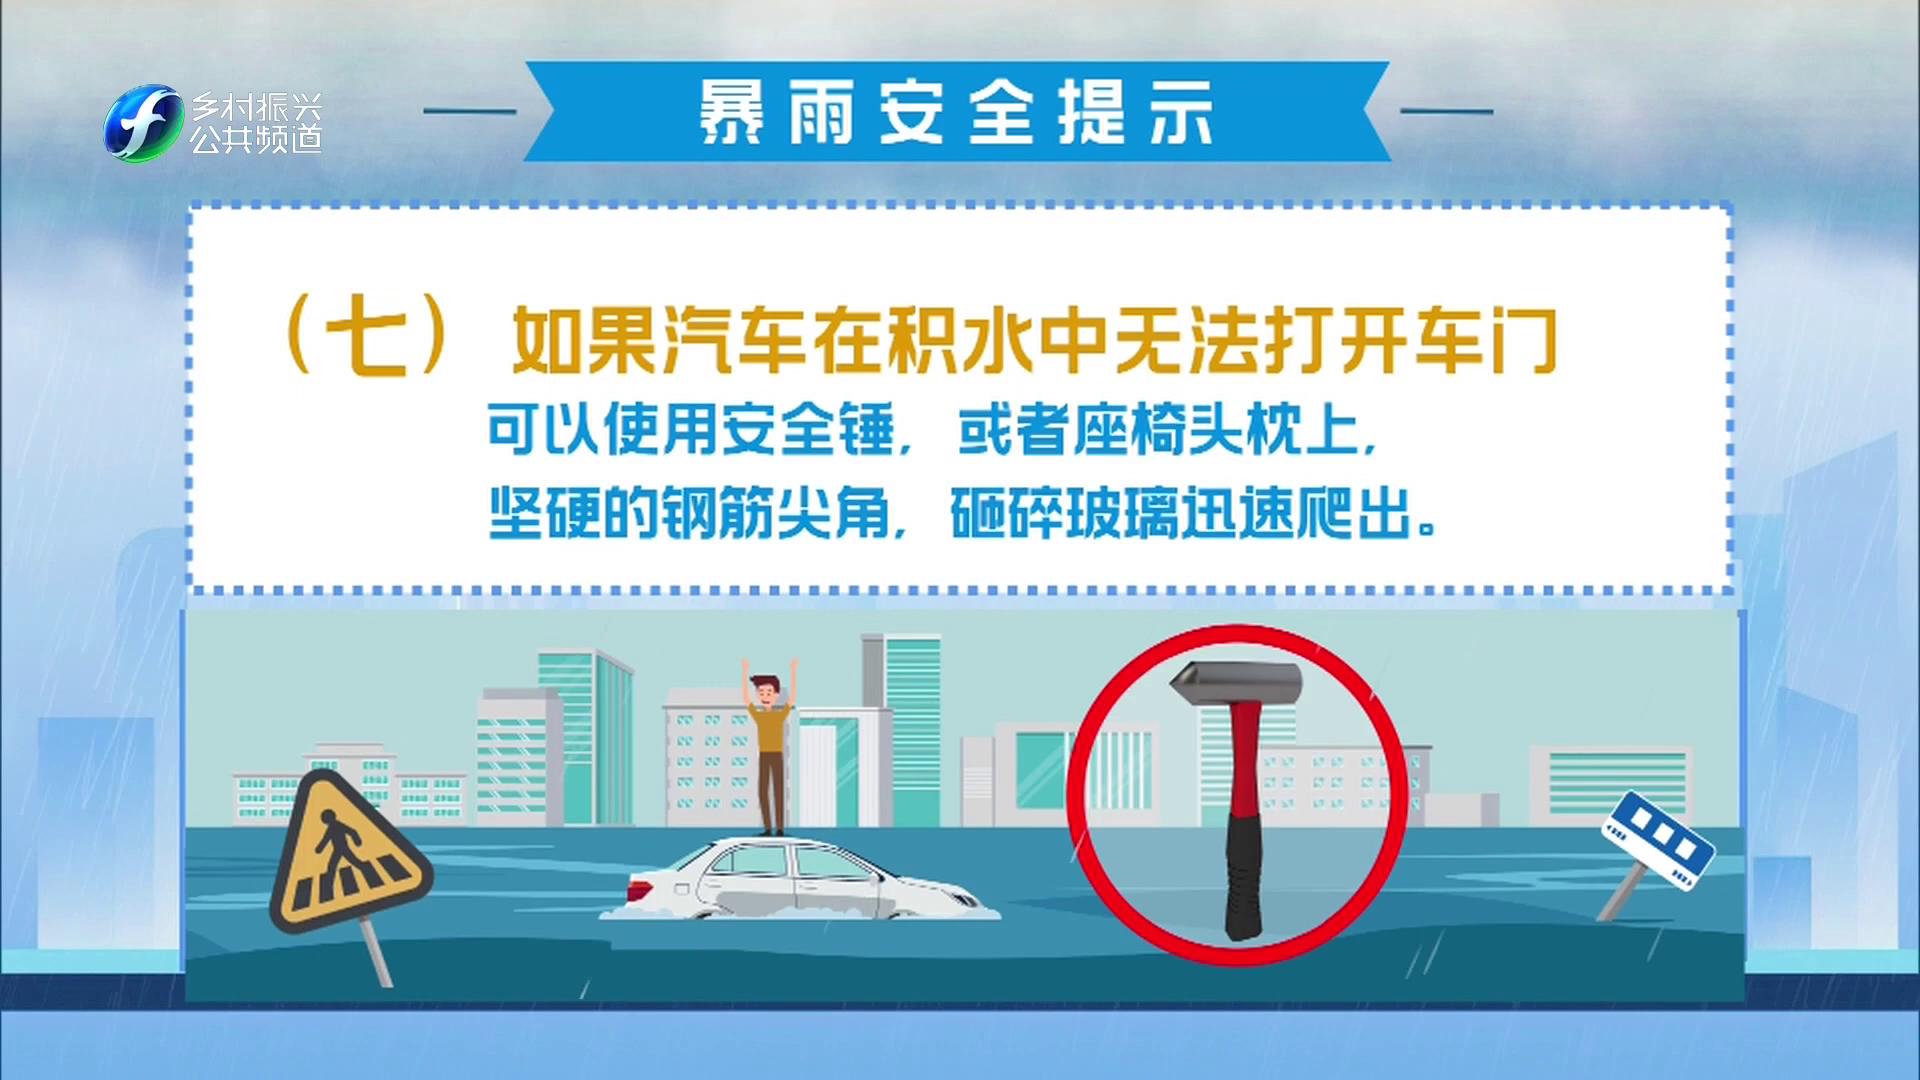 乡村振兴
公共频道
暴雨安全提示
（七）如果汽车在积水中无法打开车门
可以使用安全锤，或者座椅头枕上，
坚硬的钢筋尖角，砸碎玻璃迅速爬出。